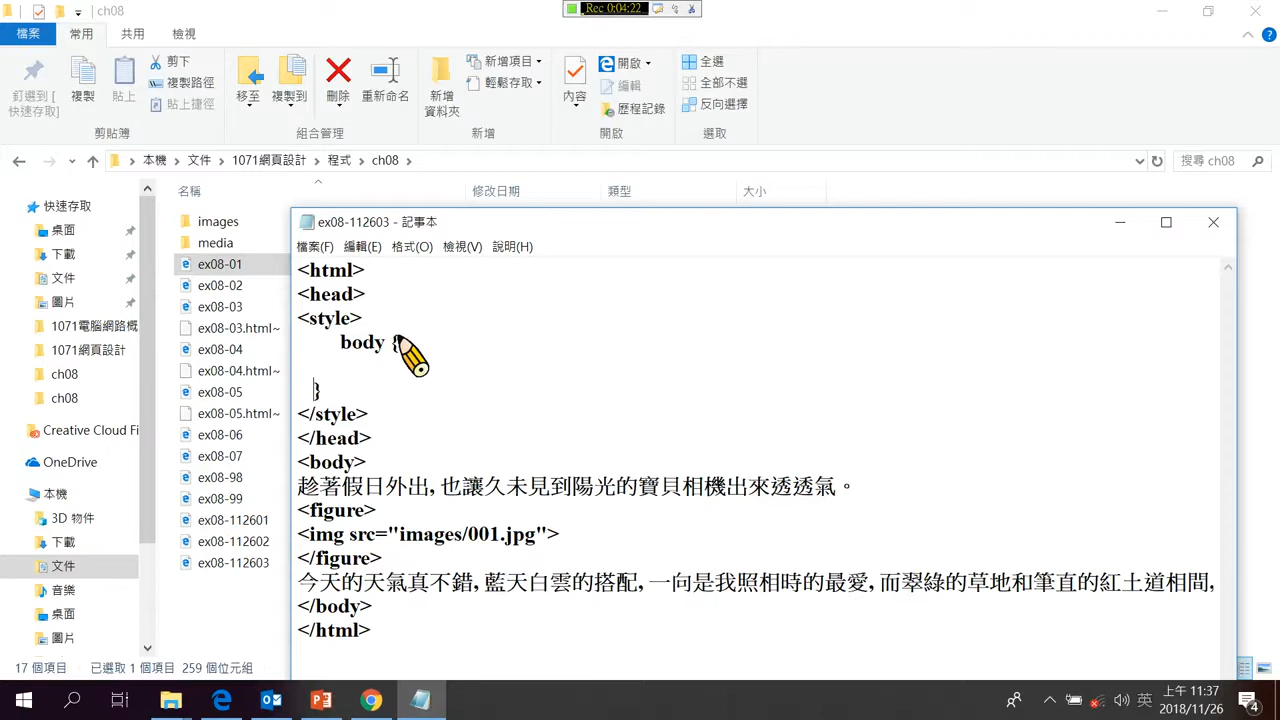 ch08
Rec 0:04:22
檔案
常用
共用
檢視
釘選到 [
快速存取]
複製
貼上
剪下
複製路徑
貼上捷徑
剪貼簿
移至
複製到
刪除
重新命名
組合管理
新增
資料夾
新增項目
輕鬆存取
新增
內容
開啟
編輯
歷程記錄
開啟
全選
全部不選
反向選擇
選取
本機
文件
1071網頁設計
程式
ch08
搜尋 ch08
快速存取
桌面
下載
文件
圖片
1071電腦網路概
1071網頁設計
ch08
ch08
Creative Cloud Fi
OneDrive
本機
3D 物件
下載
文件
音樂
桌面
圖片
名稱
修改日期
類型
大小
images
media
ex08-01
ex08-02
ex08-03
ex08-03.html~
ex08-04
ex08-04.html~
ex08-05
ex08-05.html~
ex08-06
ex08-07
ex08-98
ex08-99
ex08-112601
ex08-112602
ex08-112603
ex08-112603 - 記事本
檔案(F)
編輯(E)
格式(O)
檢視(V)
說明(H)
<html>
<head>
<style>
body {
}
</style>
</head>
<body>
趁著假日外出, 也讓久未見到陽光的寶貝相機出來透透氣。
<figure>
<img src="images/001.jpg">
</figure>
今天的天氣真不錯, 藍天白雲的搭配, 一向是我照相時的最愛, 而翠綠的草地和筆直的紅土道相間,
</body>
</html>
17 個項目
已選取 1 個項目 259 個位元組
英
上午 11:37
2018/11/26
4